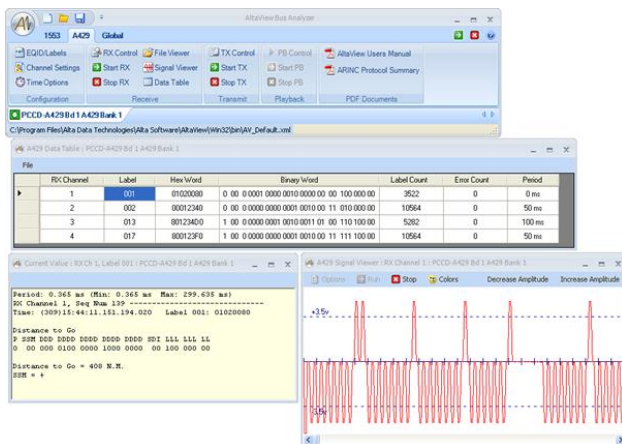 AltaView Bus Analyzer
1553 A429 Global
EQID/Labels RX Control File Viewer TX Control PB Control AltaView Users Manual
Channel Settings Start RX Signal Viewer Start TX Start PB ARINC Protocol Summary
Time Options Stop RX Data Table Stop TX Stop PB
Configuration Receive Transmit Playback PDF Documents
PCCD-A429 Bd 1 A429 Bank 1
C:\Program Files\Alta Data Technologies\Alta Software\AltaView\Win32\bin\AV_Default.xml
A429 Data Table : PCCD-A429 Bd 1 A429 Bank 1
File
RX Channel Label Hex Word Binary Word Label Count Error Count Period
1 001 01020080 0 00 0 0001 0000 0010 0000 00 00 100 000 00 3522 0 0 ms
2 002 00012340 0 00 0 0000 0001 0010 0011 01 00 010 000 00 10564 0 50 ms
3 013 801234D0 1 00 0 0000 0001 0010 0011 01 00 110 100 00 5282 0 100 ms
4 017 800123F0 1 00 0 0000 0000 0001 0010 00 11 111 100 00 10564 0 50 ms
Current Value : RX Ch 1, Label 001 : PCCD-A429 Bd 1 A429 Bank 1
Period: 0.365 ms (Min: 0.365 ms Max: 299.635 ms)
RX Channel 1, Seq Num 139 ----------------------------
Time: (309)15:44:11.151.194.020 Label 001: 01020080
Distance to Go
P SSM DDD DDDD DDDD DDDD DDDD SDI LLL LLL LL
0 00 000 0100 0000 1000 0000 00 100 000 00
Distance to Go = 400 N.M.
SSM = +
A429 Signal Viewer : RX Channel 1 : PCCD-A429 Bd 1 A429 Bank 1
Options Run Stop Colors Decrease Amplitude Increase Amplitude
+3.5v
-3.5v